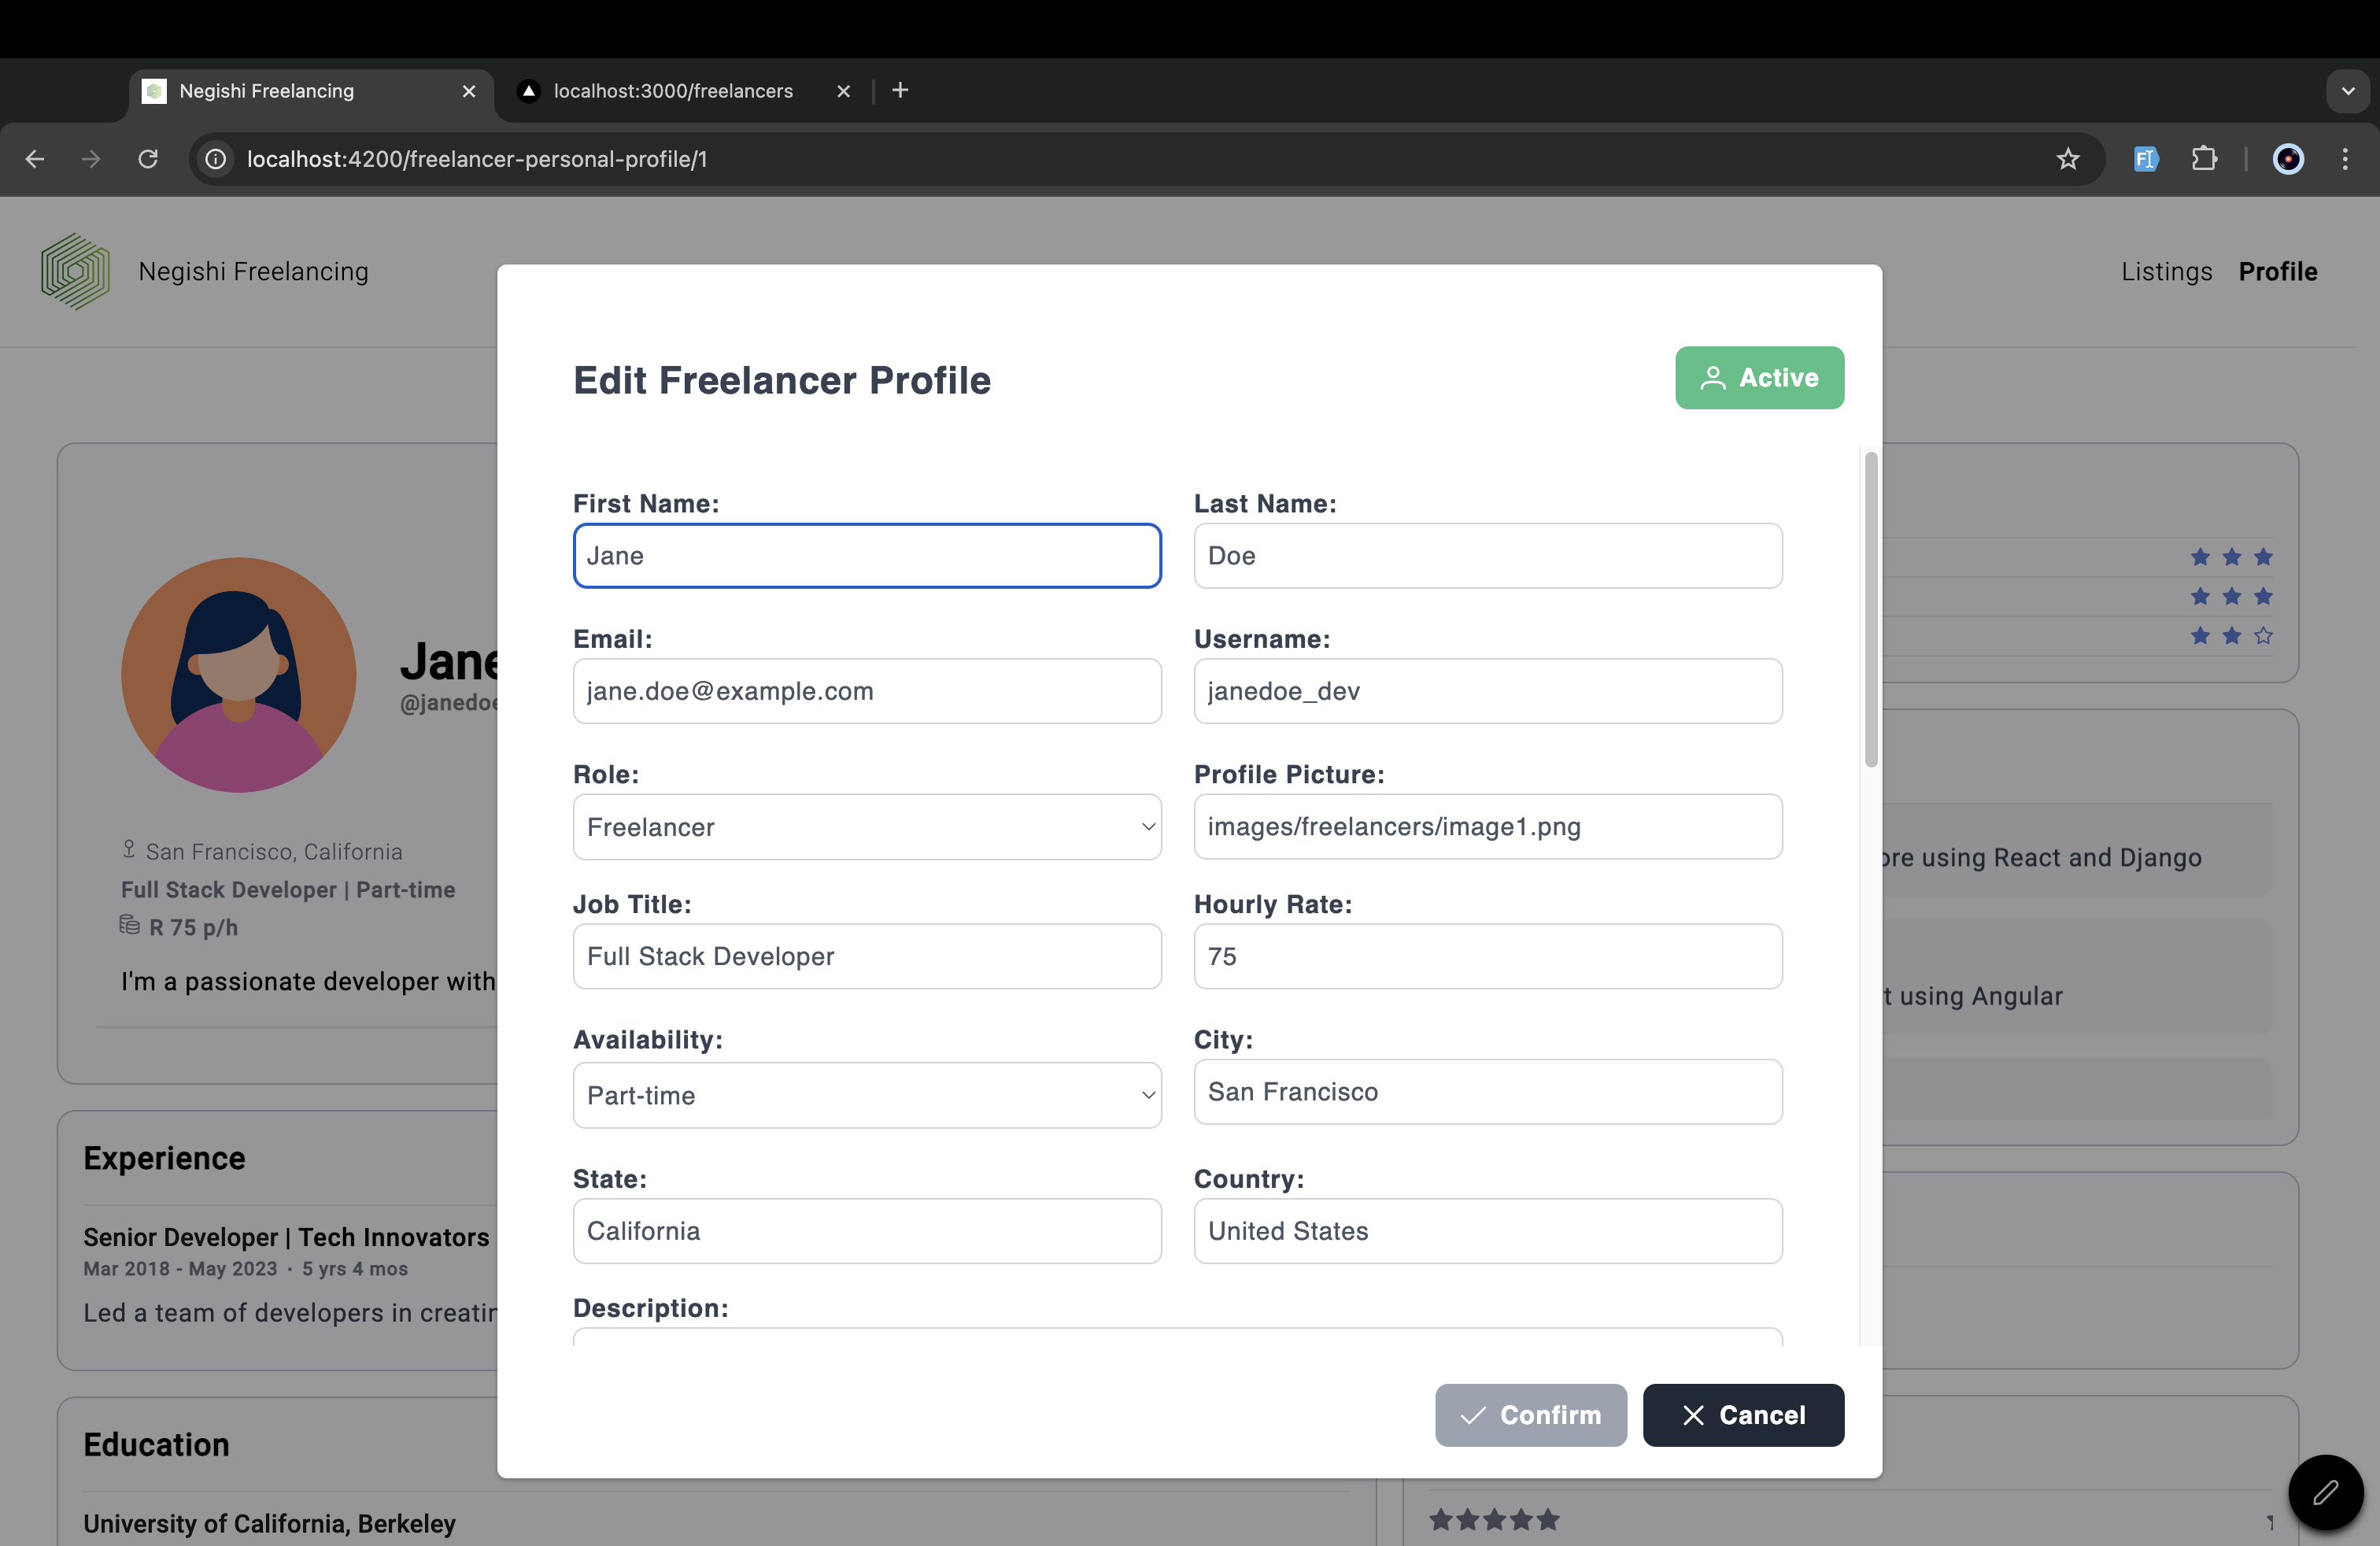 Negishi Freelancing
localhost:3000/freelancers
localhost:4200/freelancer-personal-profile/1
Negishi Freelancing
Listings Profile
Edit Freelancer Profile
Active
First Name:
Last Name:
Jane
Doe
Email:
Username:
jane.doe@example.com
janedoe_dev
Role:
Profile Picture:
Freelancer
images/freelancers/image1.png
Job Title:
Hourly Rate:
Full Stack Developer
75
Availability:
City:
Part-time
San Francisco
State:
Country:
California
United States
Description:
Confirm
Cancel
Jane
@janedoe
San Francisco, California
Full Stack Developer | Part-time
R 75 p/h
I'm a passionate developer with
Experience
Senior Developer | Tech Innovators
Mar 2018 - May 2023 · 5 yrs 4 mos
Led a team of developers in creatin
Education
University of California, Berkeley
ore using React and Django
t using Angular